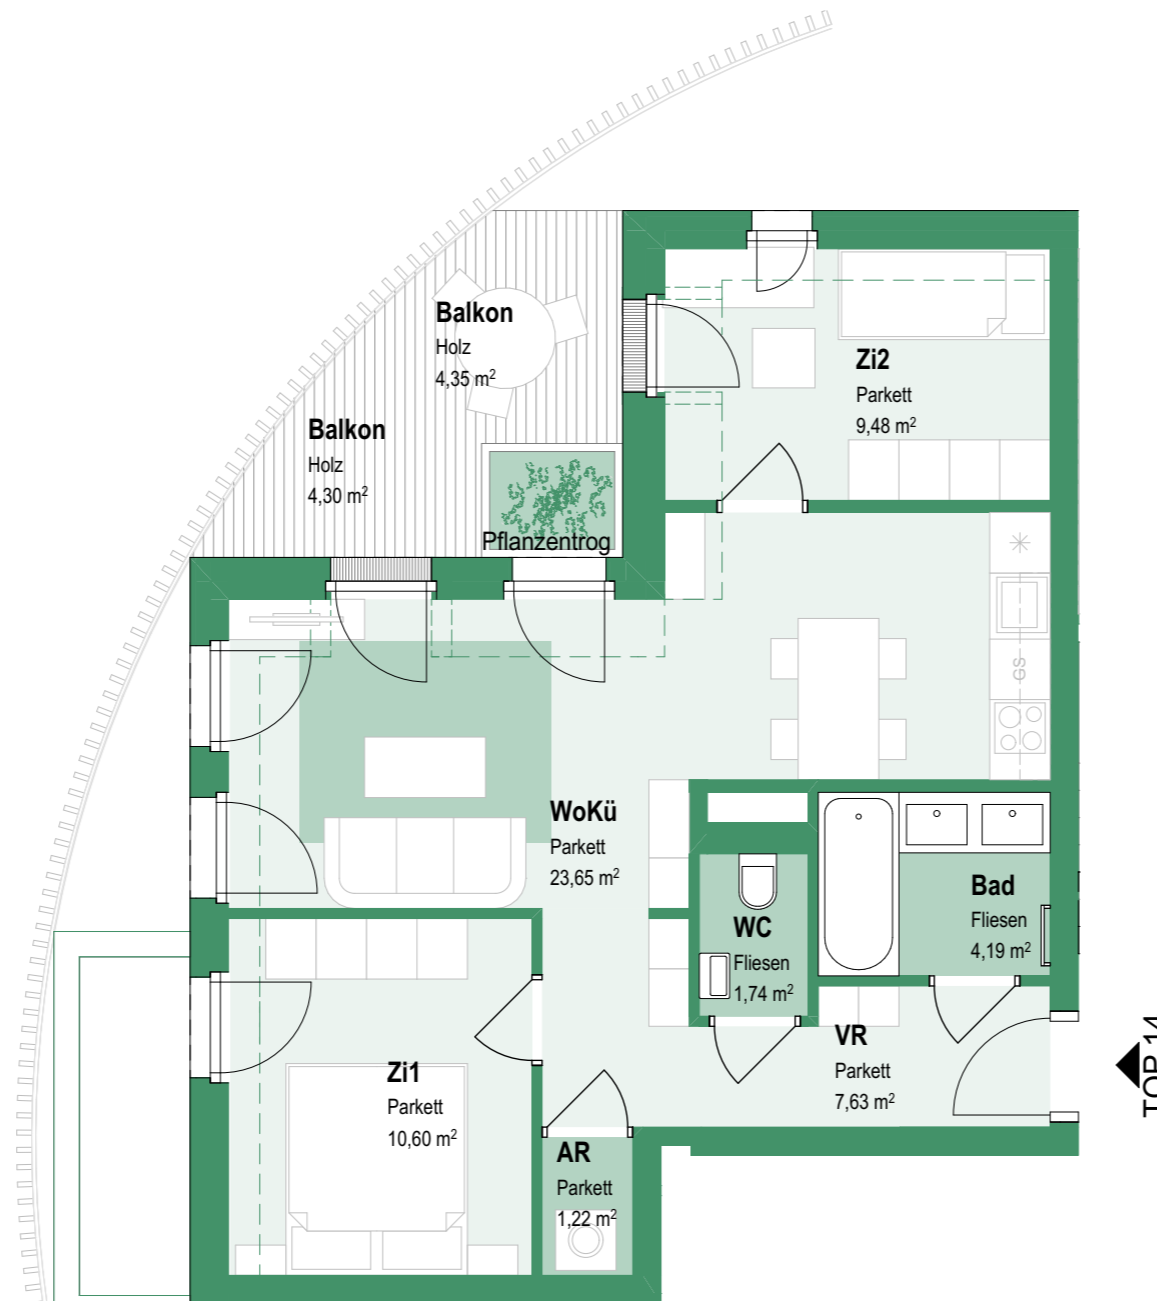 Balkon
Holz
4,35 m²
Zi2
Parkett
9,48 m²
Balkon
Holz
4,30 m²
Pflanzentrog
GS
WoKü
Parkett
23,65 m²
Bad
Fliesen
4,19 m²
WC
Fliesen
1,74 m²
VR
Parkett
7,63 m²
TOP 14
Zi1
Parkett
10,60 m²
AR
Parkett
1,22 m²